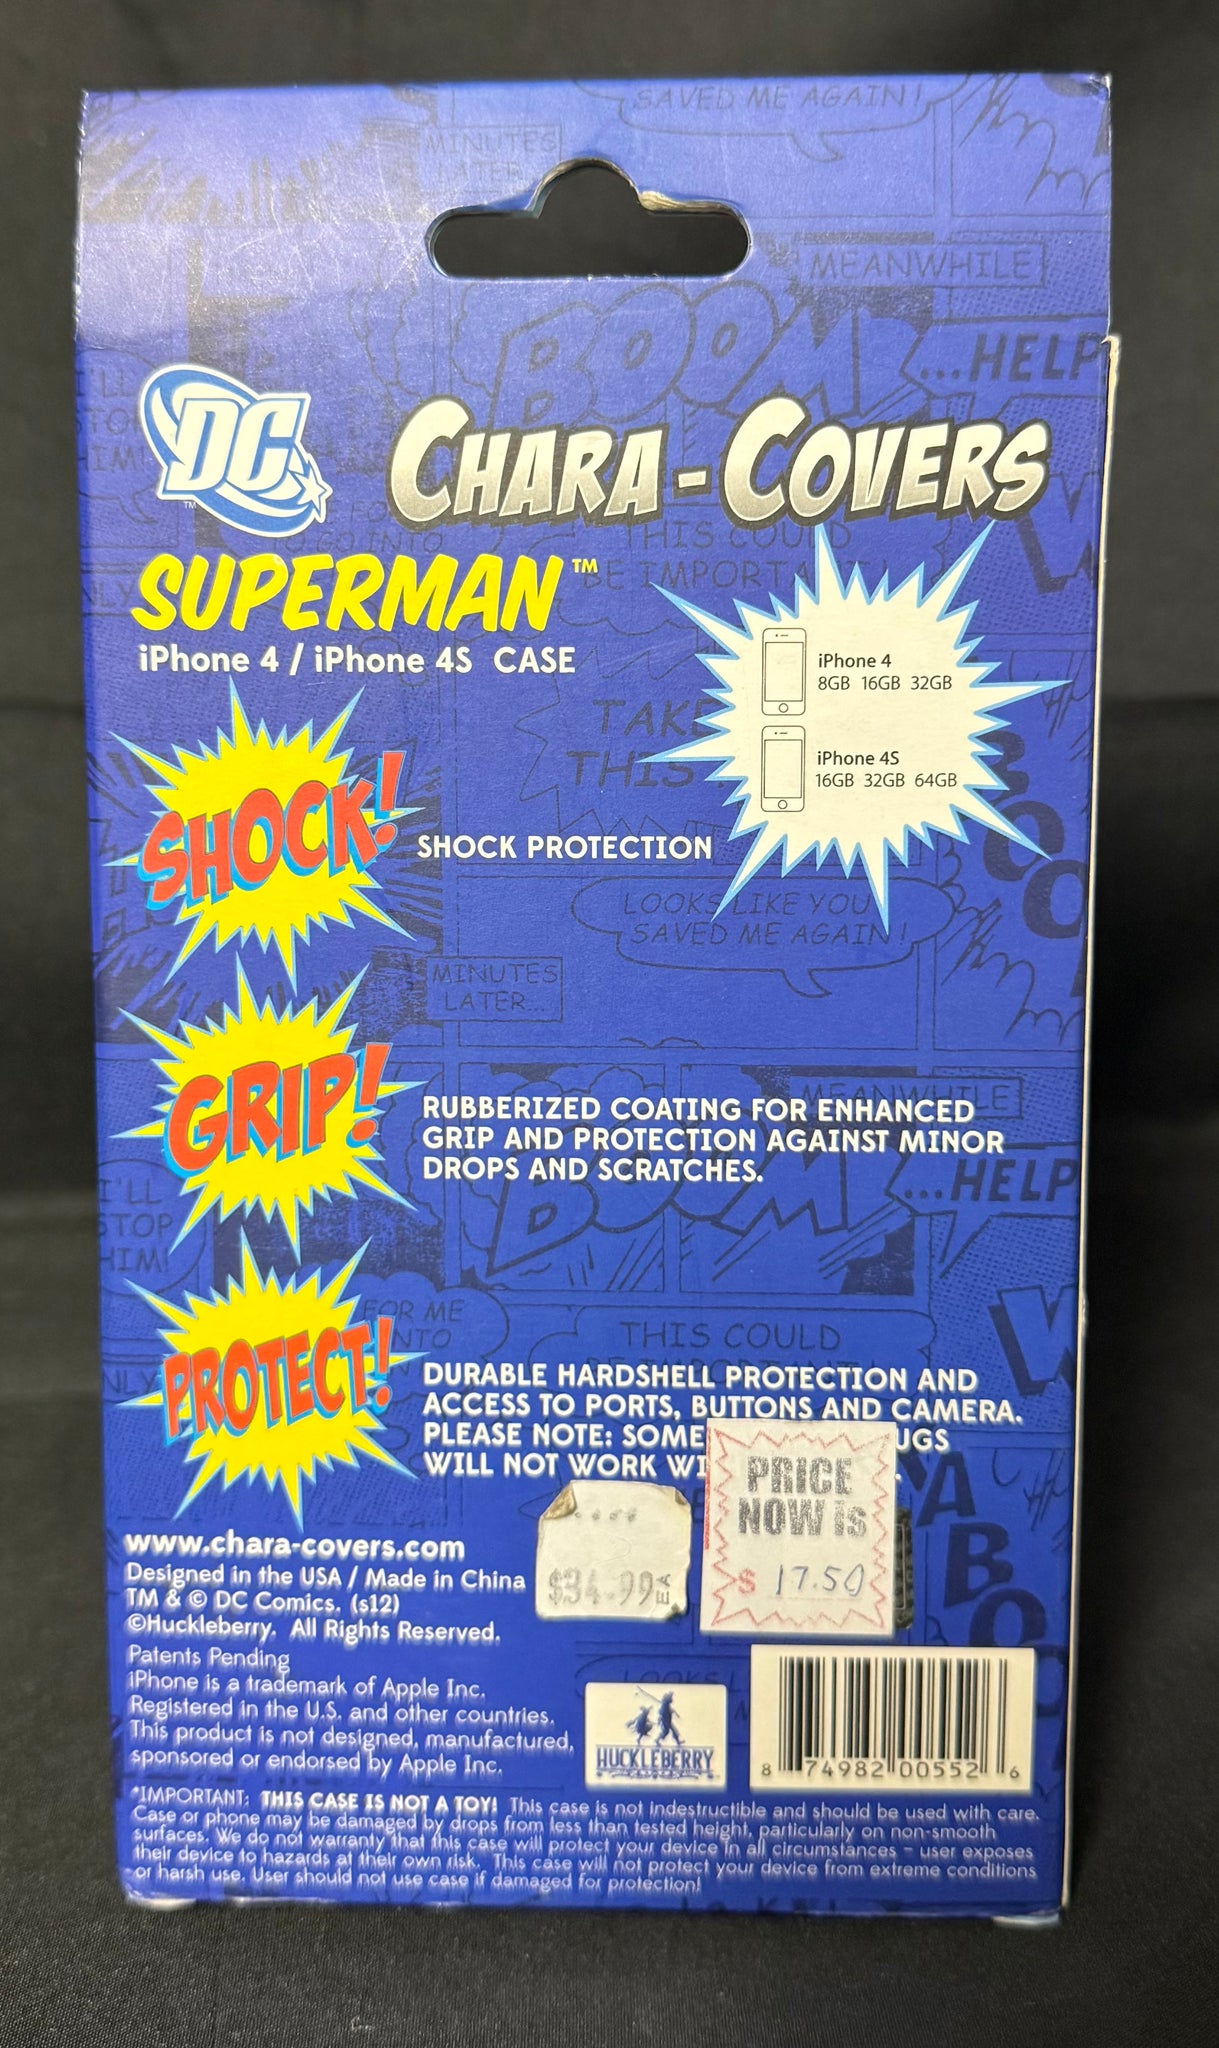 SAVED ME AGAIN!
MINUTES
LATER...
MEANWHILE
BOOM
...HELP
DC
TM
CHARA-COVERS
SUPERMAN™
iPhone 4 / iPhone 4S CASE
THIS COULD
BE IMPORTANT
iPhone 4
8GB 16GB 32GB
iPhone 4S
16GB 32GB 64GB
TAKE
THIS
SHOCK!
SHOCK PROTECTION
LOOKS LIKE YOU
SAVED ME AGAIN!
MINUTES
LATER...
MEANWHILE
GRIP!
RUBBERIZED COATING FOR ENHANCED
GRIP AND PROTECTION AGAINST MINOR
DROPS AND SCRATCHES.
I'LL
STOP
HIM!
BOOM
...HELP
FOR ME
THIS COULD
PROTECT!
DURABLE HARDSHELL PROTECTION AND
ACCESS TO PORTS, BUTTONS AND CAMERA.
PLEASE NOTE: SOME UGS
WILL NOT WORK WI .
PRICE
NOW IS
$ 17.50
$34.99 EA
www.chara-covers.com
Designed in the USA / Made in China
TM & © DC Comics. (s12)
©Huckleberry. All Rights Reserved.
Patents Pending
iPhone is a trademark of Apple Inc.
Registered in the U.S. and other countries.
This product is not designed, manufactured,
sponsored or endorsed by Apple Inc.
HUCKLEBERRY
8 74982 00552 6
*IMPORTANT: THIS CASE IS NOT A TOY! This case is not indestructible and should be used with care.
Case or phone may be damaged by drops from less than tested height, particularly on non-smooth
surfaces. We do not warranty that this case will protect your device in all circumstances – user exposes
their device to hazards at their own risk. This case will not protect your device from extreme conditions
or harsh use. User should not use case if damaged for protection!